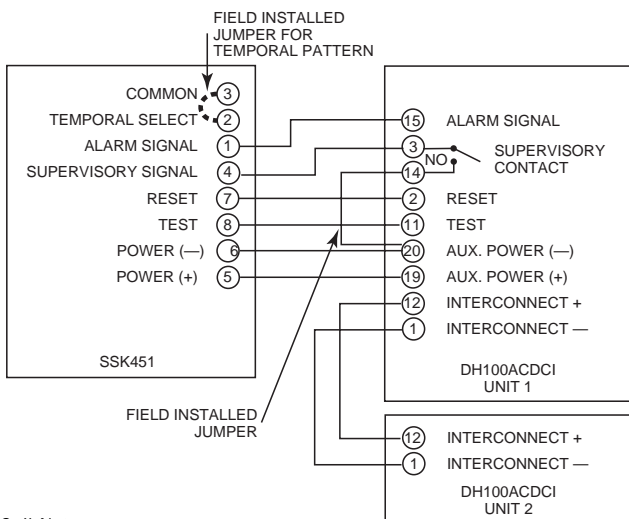 FIELD INSTALLED
JUMPER FOR
TEMPORAL PATTERN
COMMON 3
TEMPORAL SELECT 2
ALARM SIGNAL 1
SUPERVISORY SIGNAL 4
RESET 7
TEST 8
POWER (—) 6
POWER (+) 5
SSK451
15 ALARM SIGNAL
3 SUPERVISORY
NO CONTACT
14
2 RESET
11 TEST
20 AUX. POWER (—)
19 AUX. POWER (+)
12 INTERCONNECT +
1 INTERCONNECT —
DH100ACDCI
UNIT 1
FIELD INSTALLED
JUMPER
12 INTERCONNECT +
1 INTERCONNECT —
DH100ACDCI
UNIT 2